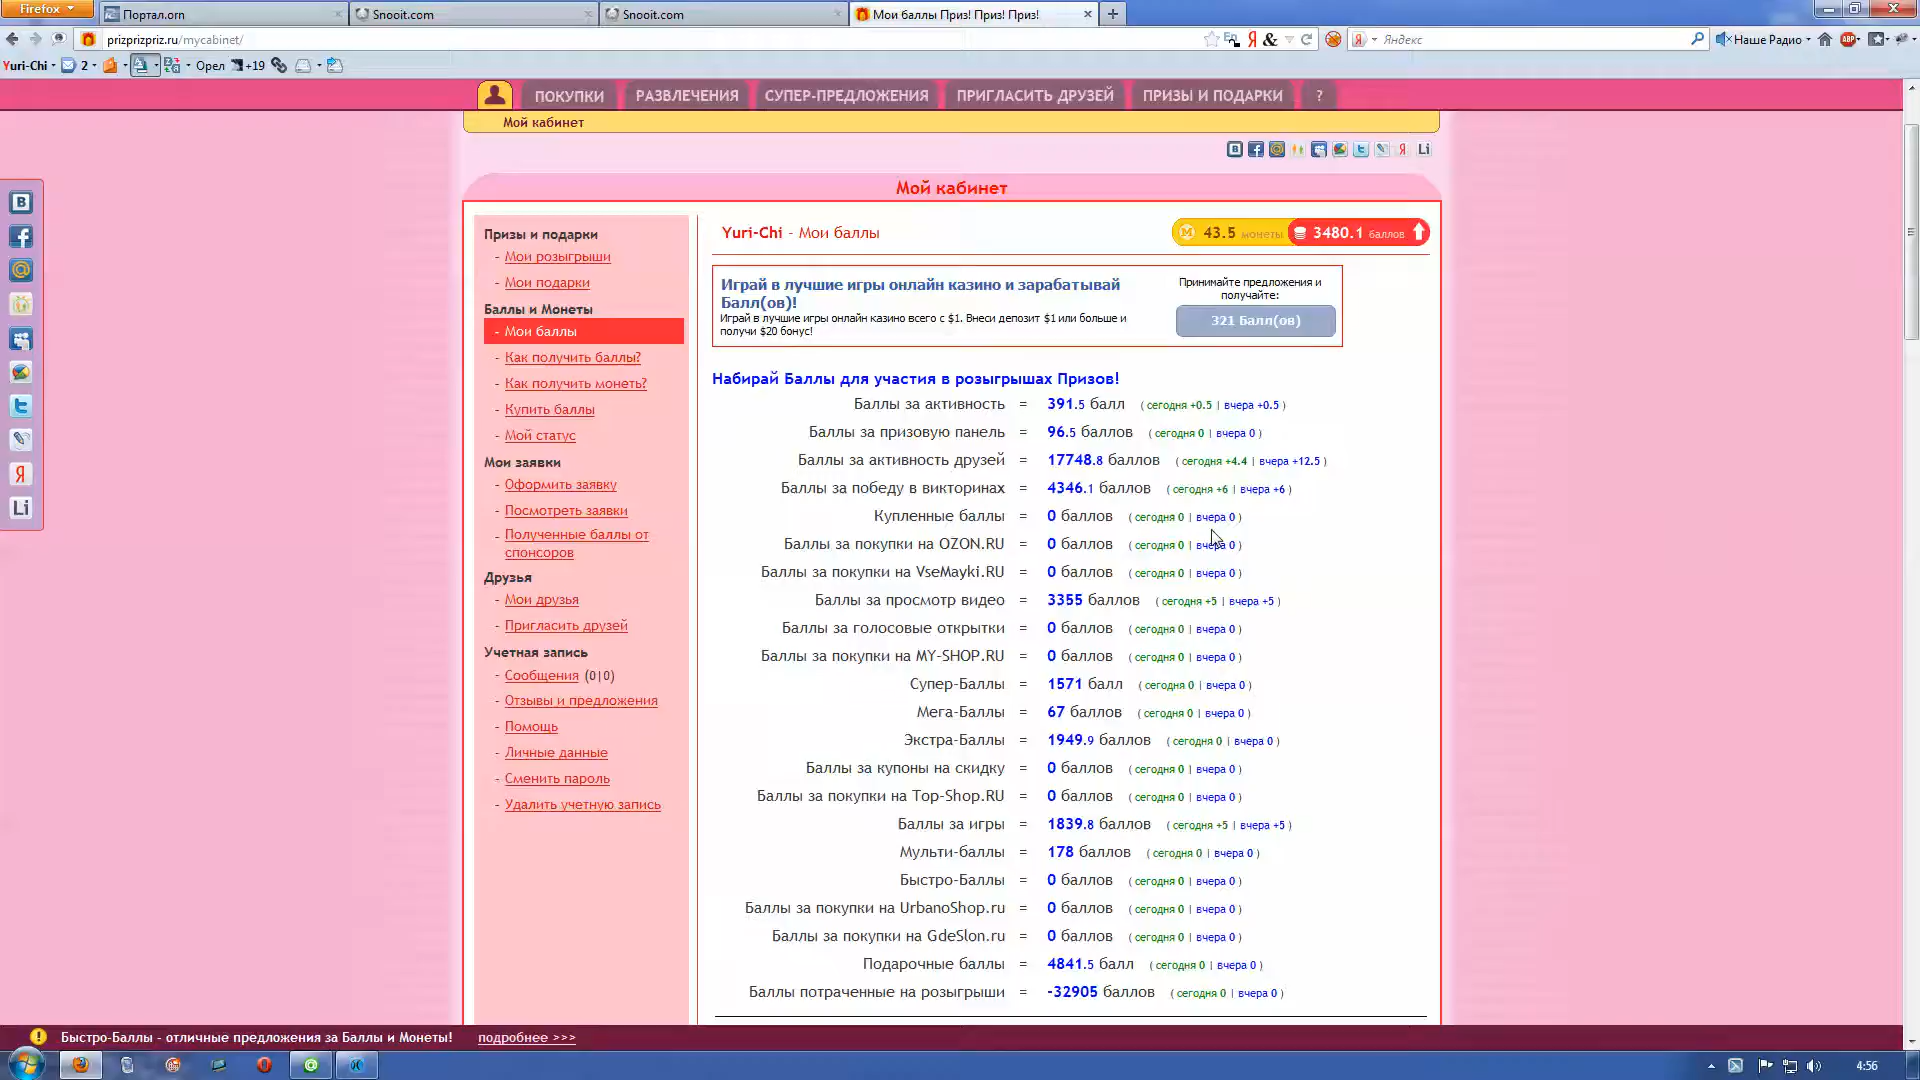 Firefox
Портал.orn
Snooit.com
Snooit.com
Мои баллы Приз! Приз! Приз!
prizprizpriz.ru/mycabinet/
Яндекс
Наше Радио
Yuri-Chi
2
Орел
+19
ПОКУПКИ
РАЗВЛЕЧЕНИЯ
СУПЕР-ПРЕДЛОЖЕНИЯ
ПРИГЛАСИТЬ ДРУЗЕЙ
ПРИЗЫ И ПОДАРКИ
?
Мой кабинет
Мой кабинет
Призы и подарки
- Мои розыгрыши
- Мои подарки
Баллы и Монеты
- Мои баллы
- Как получить баллы?
- Как получить монеты?
- Купить баллы
- Мой статус
Мои заявки
- Оформить заявку
- Посмотреть заявки
- Полученные баллы от
спонсоров
Друзья
- Мои друзья
- Пригласить друзей
Учетная запись
- Сообщения (0|0)
- Отзывы и предложения
- Помощь
- Личные данные
- Сменить пароль
- Удалить учетную запись
Yuri-Chi - Мои баллы
43.5 монеты
3480.1 баллов
Играй в лучшие игры онлайн казино и зарабатывай
Балл(ов)!
Играй в лучшие игры онлайн казино всего с $1. Внеси депозит $1 или больше и
получи $20 бонус!
Принимайте предложения и
получайте:
321 Балл(ов)
Набирай Баллы для участия в розыгрышах Призов!
Баллы за активность = 391.5 балл ( сегодня +0.5 | вчера +0.5 )
Баллы за призовую панель = 96.5 баллов ( сегодня 0 | вчера 0 )
Баллы за активность друзей = 17748.8 баллов ( сегодня +4.4 | вчера +12.5 )
Баллы за победу в викторинах = 4346.1 баллов ( сегодня +6 | вчера +6 )
Купленные баллы = 0 баллов ( сегодня 0 | вчера 0 )
Баллы за покупки на OZON.RU = 0 баллов ( сегодня 0 | вчера 0 )
Баллы за покупки на VseMayki.RU = 0 баллов ( сегодня 0 | вчера 0 )
Баллы за просмотр видео = 3355 баллов ( сегодня +5 | вчера +5 )
Баллы за голосовые открытки = 0 баллов ( сегодня 0 | вчера 0 )
Баллы за покупки на MY-SHOP.RU = 0 баллов ( сегодня 0 | вчера 0 )
Супер-Баллы = 1571 балл ( сегодня 0 | вчера 0 )
Мега-Баллы = 67 баллов ( сегодня 0 | вчера 0 )
Экстра-Баллы = 1949.9 баллов ( сегодня 0 | вчера 0 )
Баллы за купоны на скидку = 0 баллов ( сегодня 0 | вчера 0 )
Баллы за покупки на Top-Shop.RU = 0 баллов ( сегодня 0 | вчера 0 )
Баллы за игры = 1839.8 баллов ( сегодня +5 | вчера +5 )
Мульти-баллы = 178 баллов ( сегодня 0 | вчера 0 )
Быстро-Баллы = 0 баллов ( сегодня 0 | вчера 0 )
Баллы за покупки на UrbanoShop.ru = 0 баллов ( сегодня 0 | вчера 0 )
Баллы за покупки на GdeSlon.ru = 0 баллов ( сегодня 0 | вчера 0 )
Подарочные баллы = 4841.5 балл ( сегодня 0 | вчера 0 )
Баллы потраченные на розыгрыши = -32905 баллов ( сегодня 0 | вчера 0 )
Быстро-Баллы - отличные предложения за Баллы и Монеты! подробнее >>>
4:56